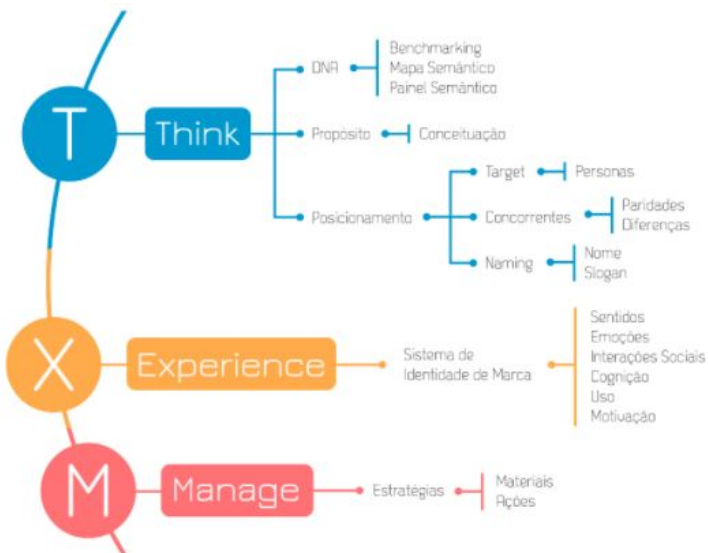 T
Think
DNA
Benchmarking
Mapa Semântico
Painel Semântico
Propósito
Conceituação
Posicionamento
Target
Personas
Concorrentes
Paridades
Diferenças
Naming
Nome
Slogan
X
Experience
Sistema de
Identidade de Marca
Sentidos
Emoções
Interações Sociais
Cognição
Uso
Motivação
M
Manage
Estratégias
Materiais
Ações